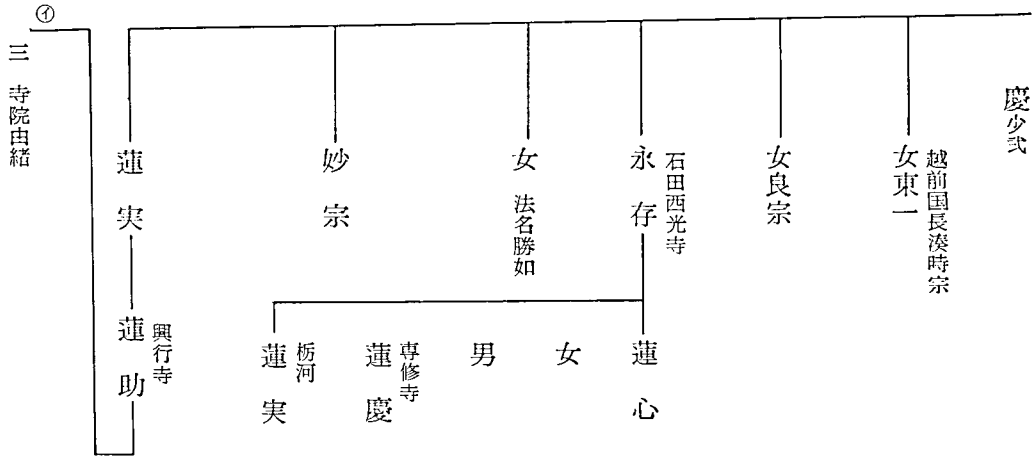 慶少弐
越前国長湊時宗
女東一
女良宗
石田西光寺
永存
女 法名勝如
妙宗
蓮実
蓮心
女
男
専修寺
蓮慶
栃河
蓮実
興行寺
蓮助
㋑
三 寺院由緒